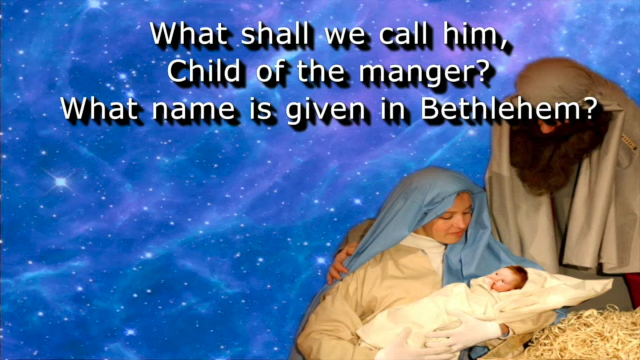 What shall we call him,
Child of the manger?
What name is given in Bethlehem?